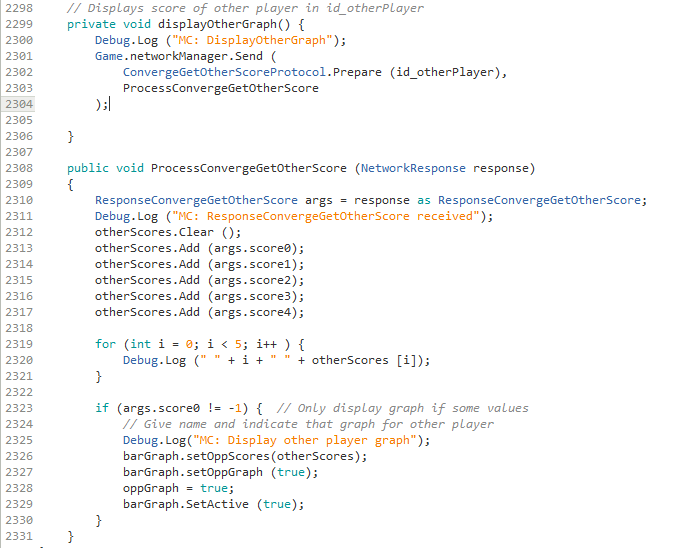 2298 // Displays score of other player in id_otherPlayer
2299 private void displayOtherGraph() {
2300 Debug.Log ("MC: DisplayOtherGraph");
2301 Game.networkManager.Send (
2302 ConvergeGetOtherScoreProtocol.Prepare (id_otherPlayer),
2303 ProcessConvergeGetOtherScore
2304 );
2305
2306 }
2307
2308 public void ProcessConvergeGetOtherScore (NetworkResponse response)
2309 {
2310 ResponseConvergeGetOtherScore args = response as ResponseConvergeGetOtherScore;
2311 Debug.Log ("MC: ResponseConvergeGetOtherScore received");
2312 otherScores.Clear ();
2313 otherScores.Add (args.score0);
2314 otherScores.Add (args.score1);
2315 otherScores.Add (args.score2);
2316 otherScores.Add (args.score3);
2317 otherScores.Add (args.score4);
2318
2319 for (int i = 0; i < 5; i++ ) {
2320 Debug.Log (" " + i + " " + otherScores [i]);
2321 }
2322
2323 if (args.score0 != -1) { // Only display graph if some values
2324 // Give name and indicate that graph for other player
2325 Debug.Log("MC: Display other player graph");
2326 barGraph.setOppScores(otherScores);
2327 barGraph.setOppGraph (true);
2328 oppGraph = true;
2329 barGraph.SetActive (true);
2330 }
2331 }